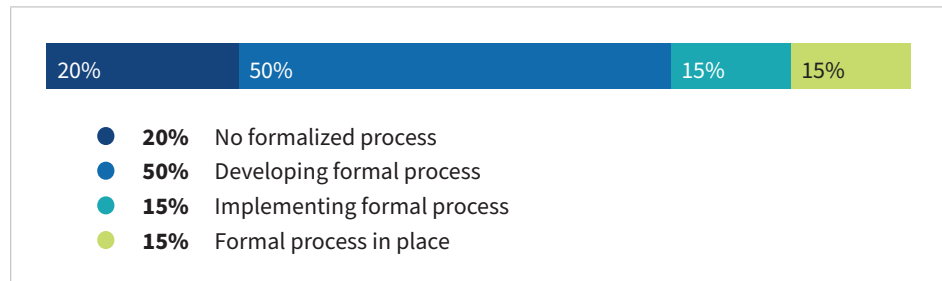 20% 50% 15% 15%
20% No formalized process
50% Developing formal process
15% Implementing formal process
15% Formal process in place